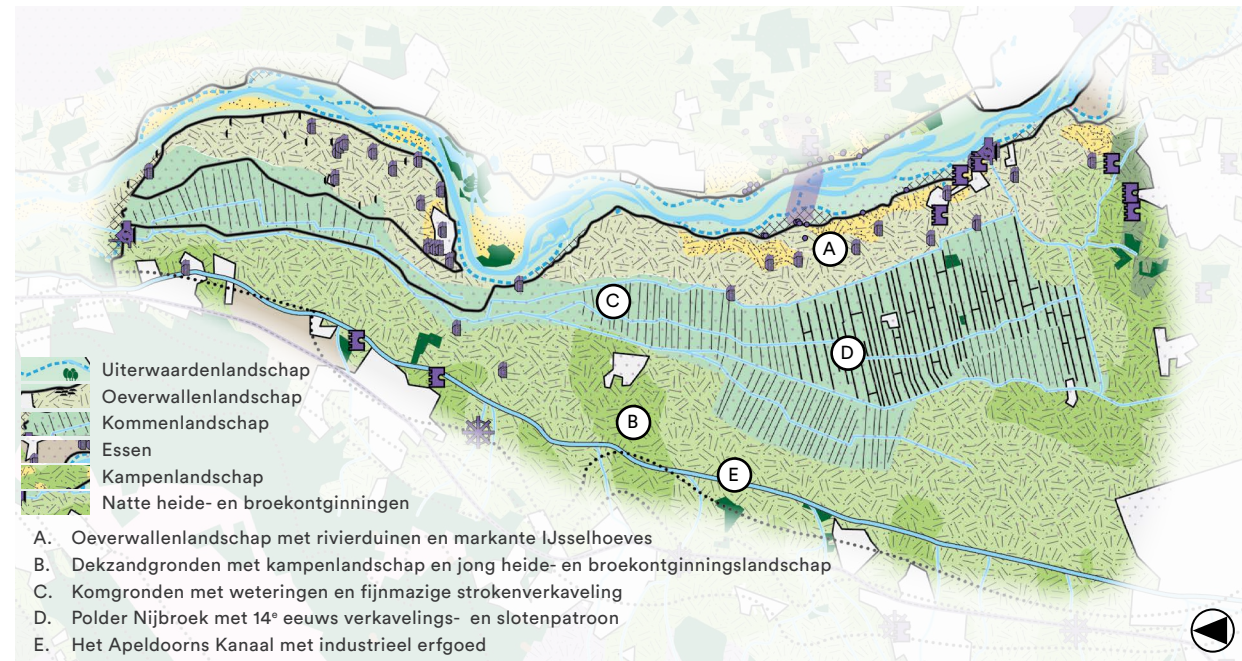 A
C
D
B
E
Uiterwaardenlandschap
Oeverwallenlandschap
Kommenlandschap
Essen
Kampenlandschap
Natte heide- en broekontginningen
A. Oeverwallenlandschap met rivierduinen en markante IJsselhoeves
B. Dekzandgronden met kampenlandschap en jong heide- en broekontginningslandschap
C. Komgronden met weteringen en fijnmazige strokenverkaveling
D. Polder Nijbroek met 14e eeuws verkavelings- en slotenpatroon
E. Het Apeldoorns Kanaal met industrieel erfgoed